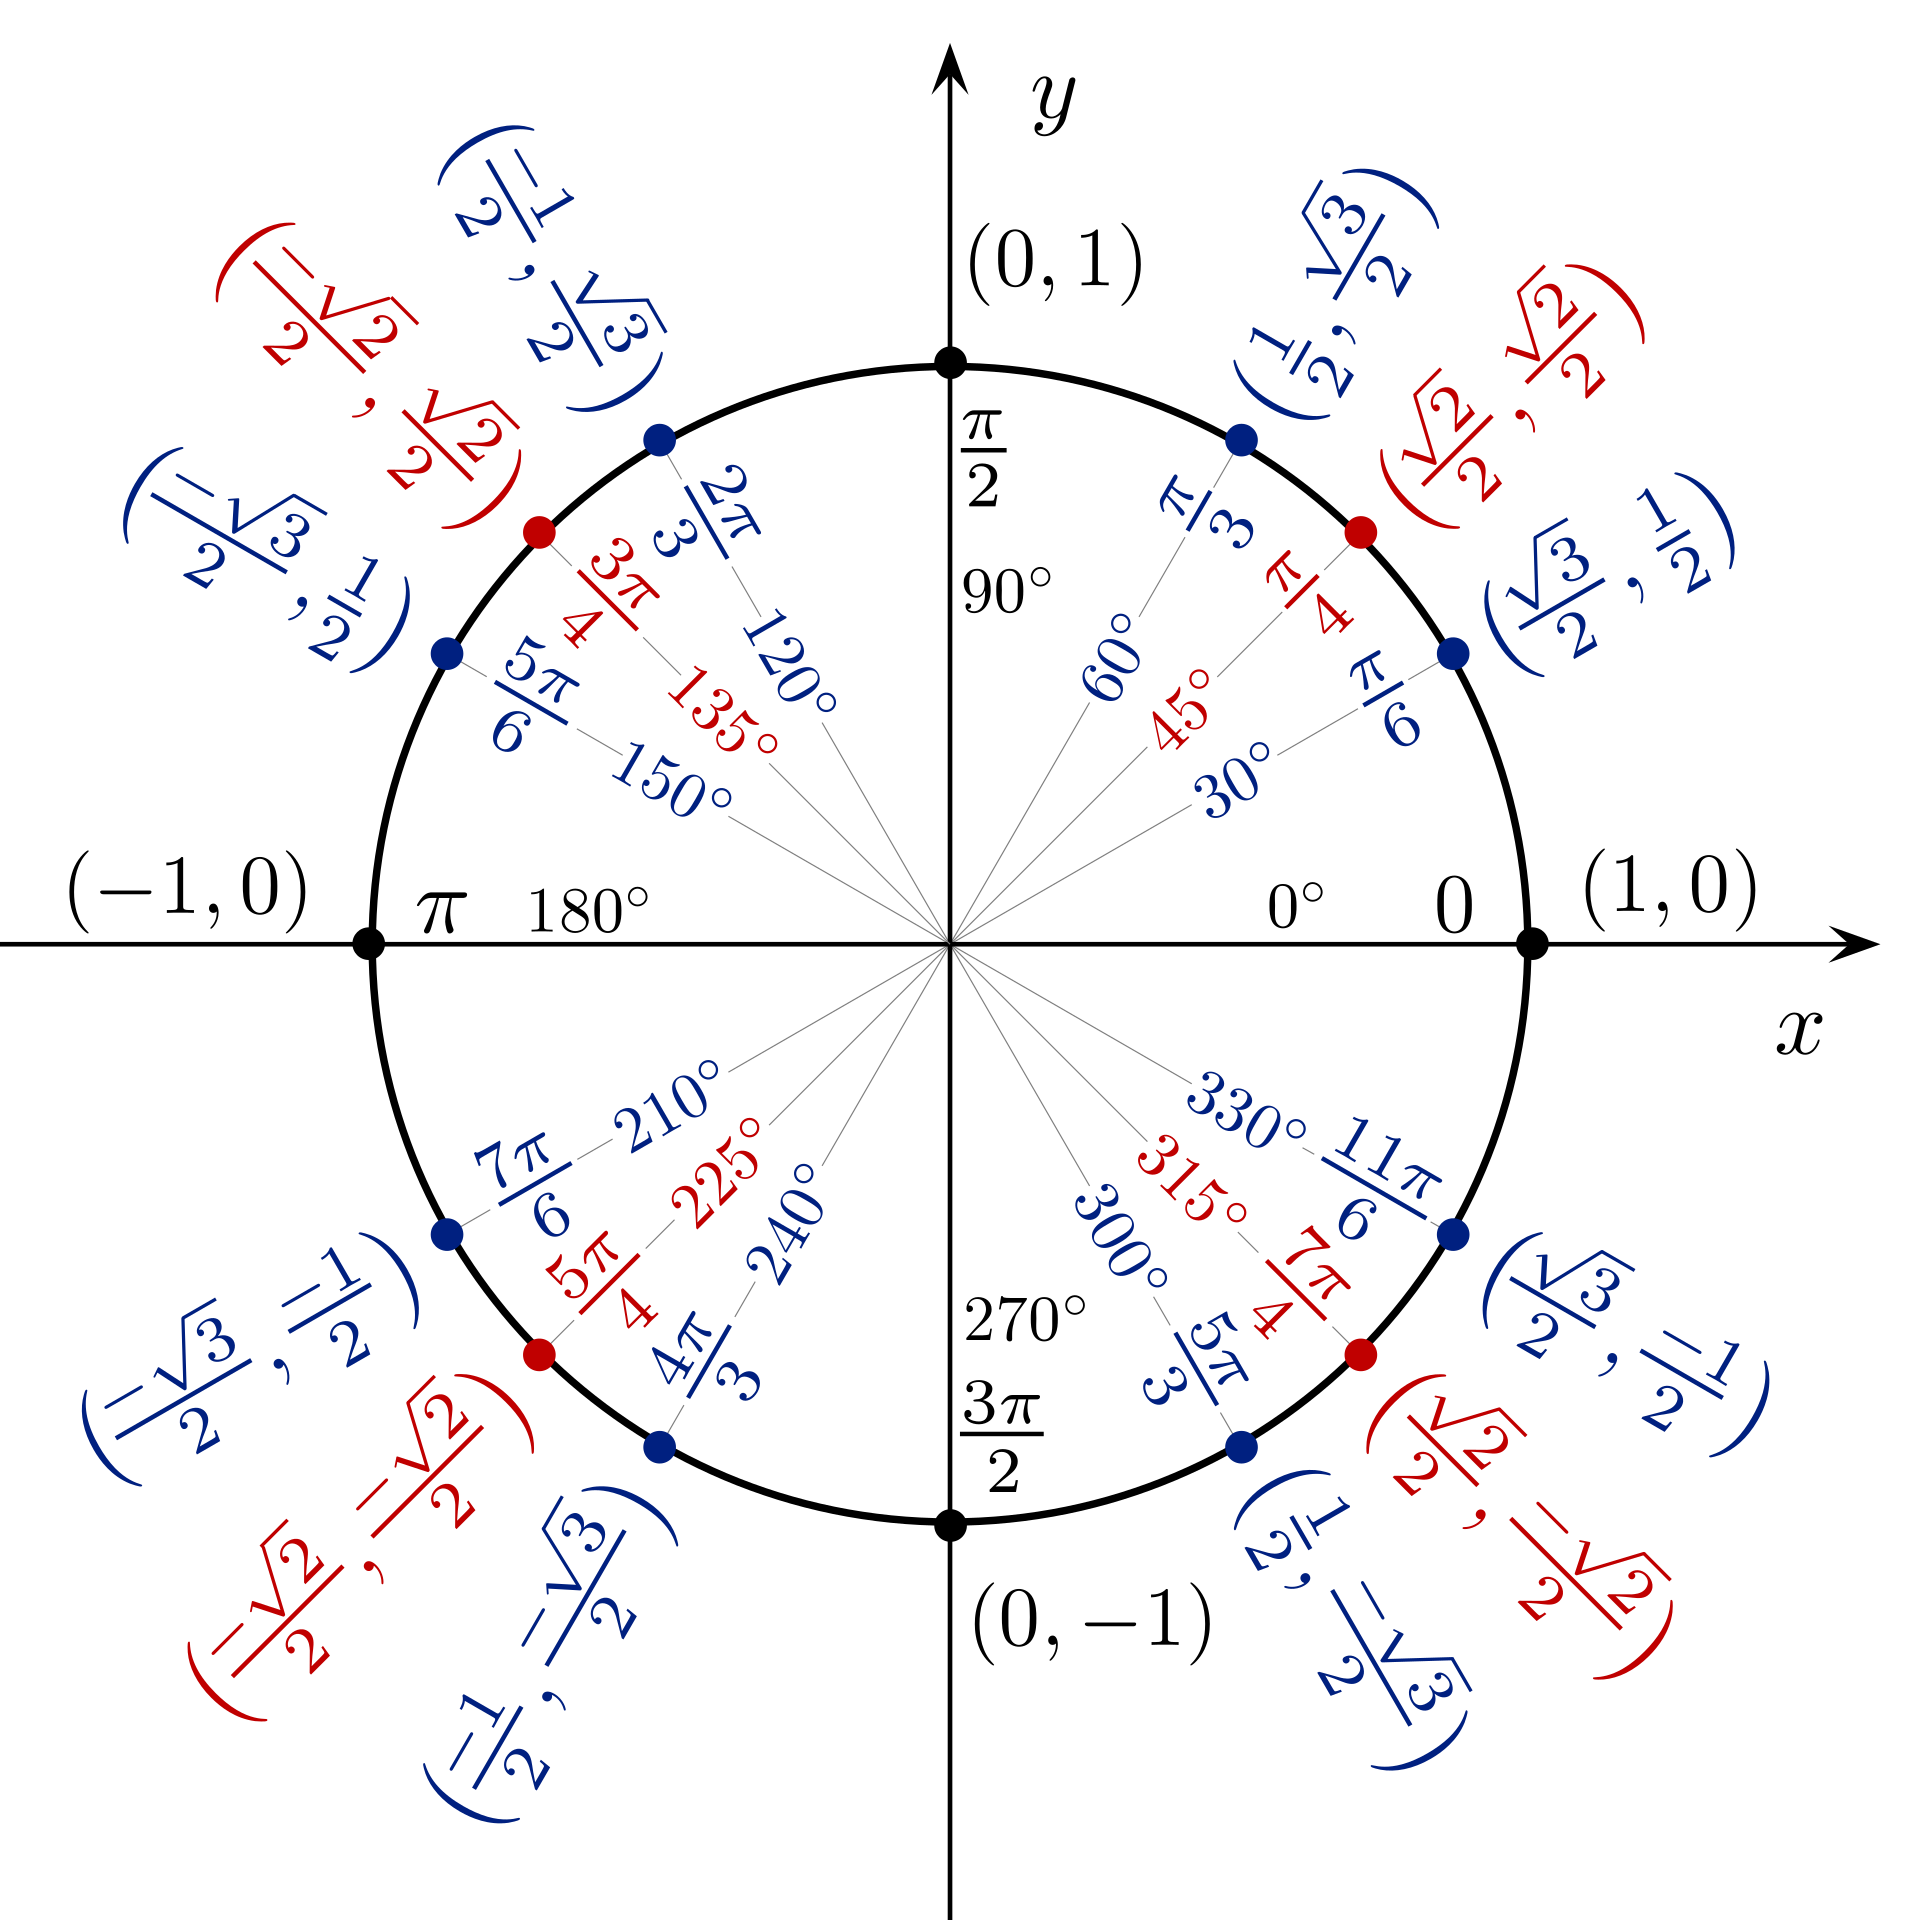 y
x
(0, 1)
π/2
90°
(1/2, √3/2)
π/3
60°
(√2/2, √2/2)
π/4
45°
(√3/2, 1/2)
π/6
30°
(1, 0)
0
0°
(−1/2, √3/2)
2π/3
120°
(−√2/2, √2/2)
3π/4
135°
(−√3/2, 1/2)
5π/6
150°
(−1, 0)
π
180°
(−√3/2, −1/2)
7π/6
210°
(−√2/2, −√2/2)
5π/4
225°
(−1/2, −√3/2)
4π/3
240°
270°
3π/2
(0, −1)
300°
5π/3
(1/2, −√3/2)
315°
7π/4
(√2/2, −√2/2)
330°
11π/6
(√3/2, −1/2)